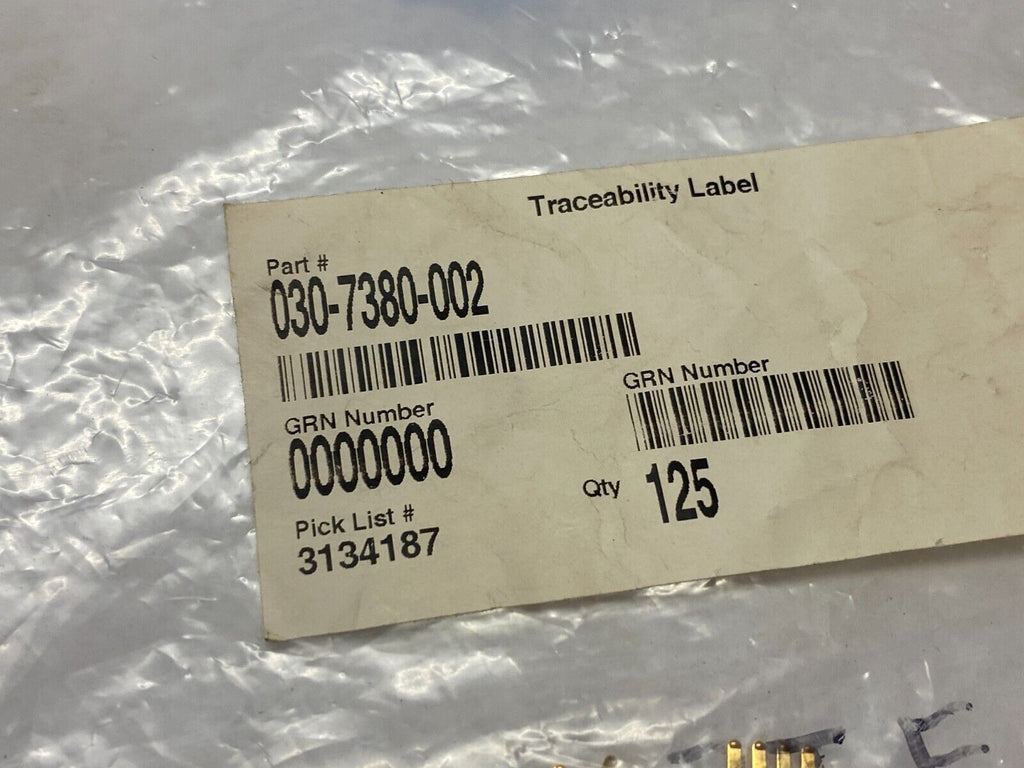 Traceability Label
Part #
030-7380-002
GRN Number
GRN Number
0000000
Qty 125
Pick List #
3134187